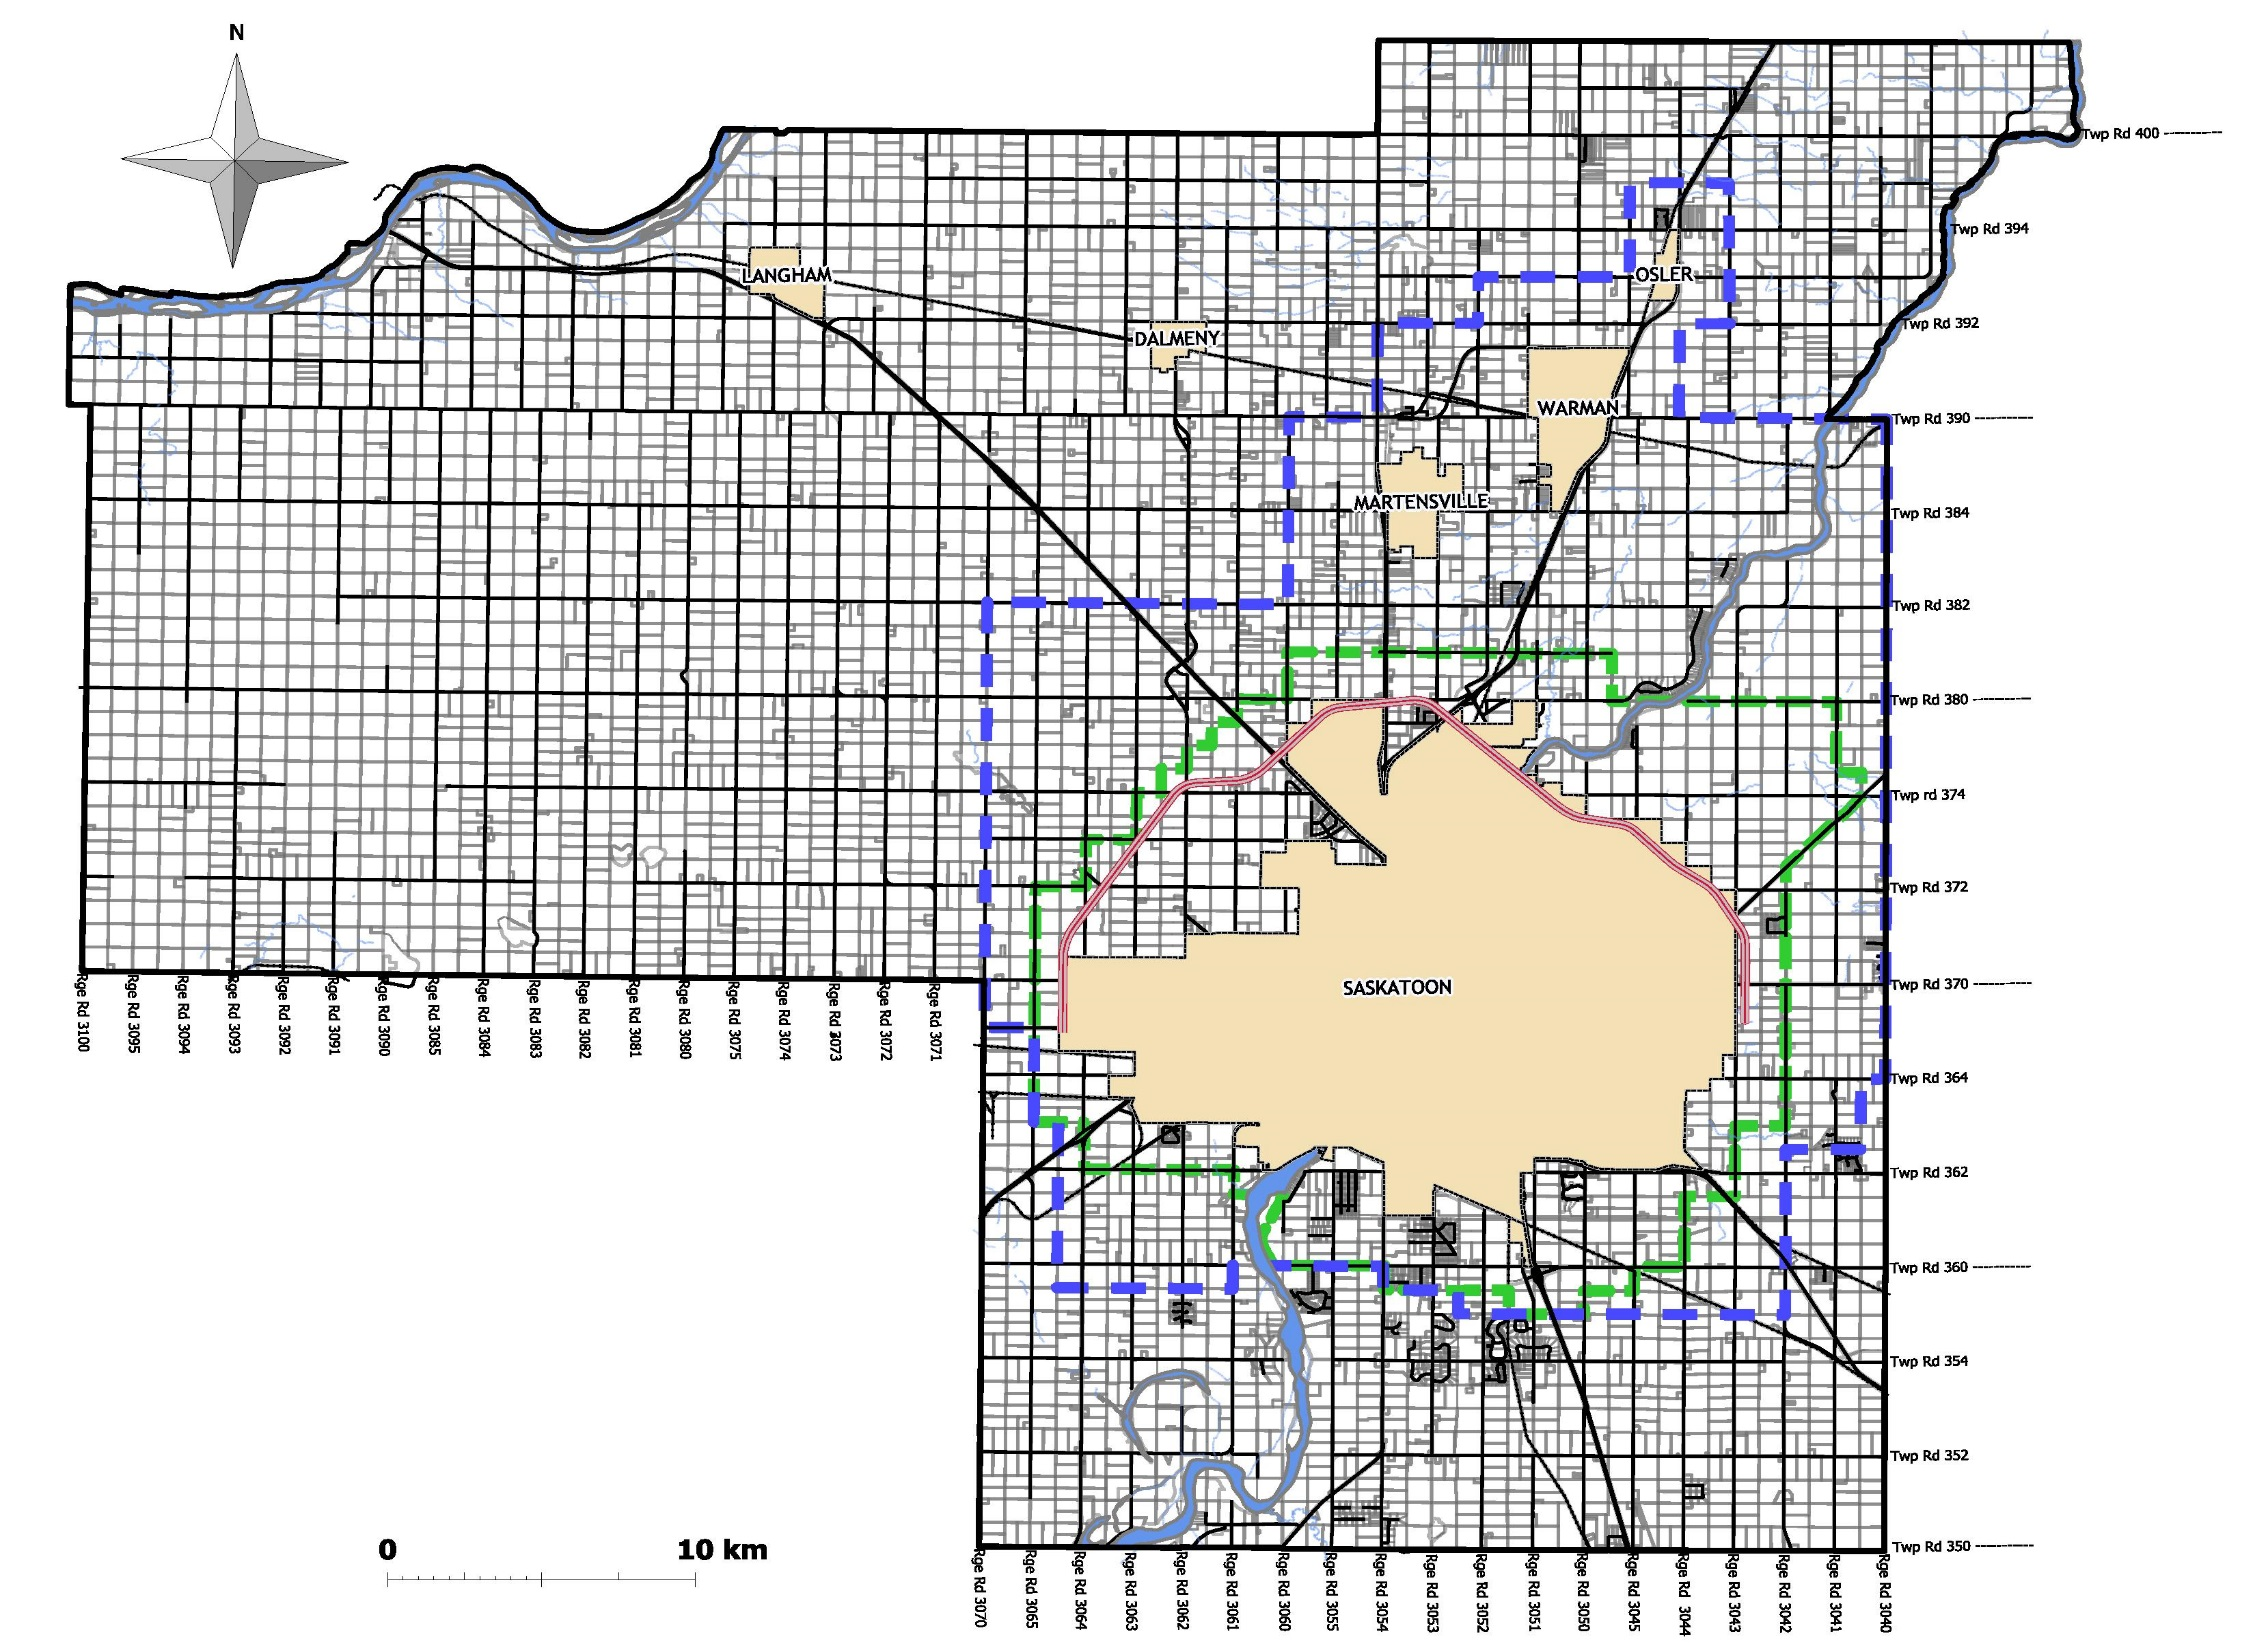 N
Twp Rd 400
Twp Rd 394
LANGHAM
OSLER
Twp Rd 392
DALMENY
WARMAN
Twp Rd 390
MARTENSVILLE
Twp Rd 384
Twp Rd 382
Twp Rd 380
Twp rd 374
Twp Rd 372
SASKATOON
Twp Rd 370
Rge Rd 3100
Rge Rd 3095
Rge Rd 3094
Rge Rd 3093
Rge Rd 3092
Rge Rd 3091
Rge Rd 3090
Rge Rd 3085
Rge Rd 3084
Rge Rd 3083
Rge Rd 3082
Rge Rd 3081
Rge Rd 3080
Rge Rd 3075
Rge Rd 3074
Rge Rd 3073
Rge Rd 3072
Rge Rd 3071
Twp Rd 364
Twp Rd 362
Twp Rd 360
Twp Rd 354
Twp Rd 352
Twp Rd 350
0 10 km
Rge Rd 3070
Rge Rd 3065
Rge Rd 3064
Rge Rd 3063
Rge Rd 3062
Rge Rd 3061
Rge Rd 3060
Rge Rd 3055
Rge Rd 3054
Rge Rd 3053
Rge Rd 3052
Rge Rd 3051
Rge Rd 3050
Rge Rd 3045
Rge Rd 3044
Rge Rd 3043
Rge Rd 3042
Rge Rd 3041
Rge Rd 3040